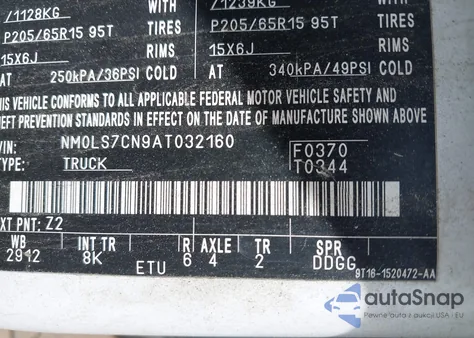 /1128KG WITH /1239KG WITH
P205/65R15 95T TIRES P205/65R15 95T TIRES
15X6J RIMS 15X6J RIMS
AT 250kPA/36PSI COLD AT 340kPA/49PSI COLD
THIS VEHICLE CONFORMS TO ALL APPLICABLE FEDERAL MOTOR VEHICLE SAFETY AND
THEFT PREVENTION STANDARDS IN EFFECT ON THE DATE OF MANUFACTURE SHOWN ABOVE.
VIN: NM0LS7CN9AT032160 F0370
TYPE: TRUCK T0344
EXT PNT: Z2
WB INT TR R AXLE TR SPR
2912 8K 6 4 2 DDGG
ETU
9T16-1520472-AA
autoSnap
Pewne auta z aukcji USA i EU